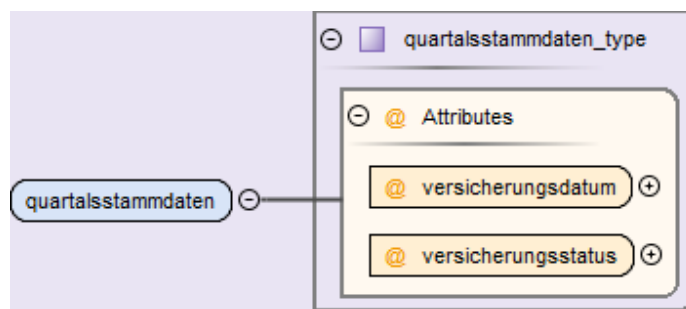 quartalsstammdaten_type
@ Attributes
@ versicherungsdatum
quartalsstammdaten
@ versicherungsstatus